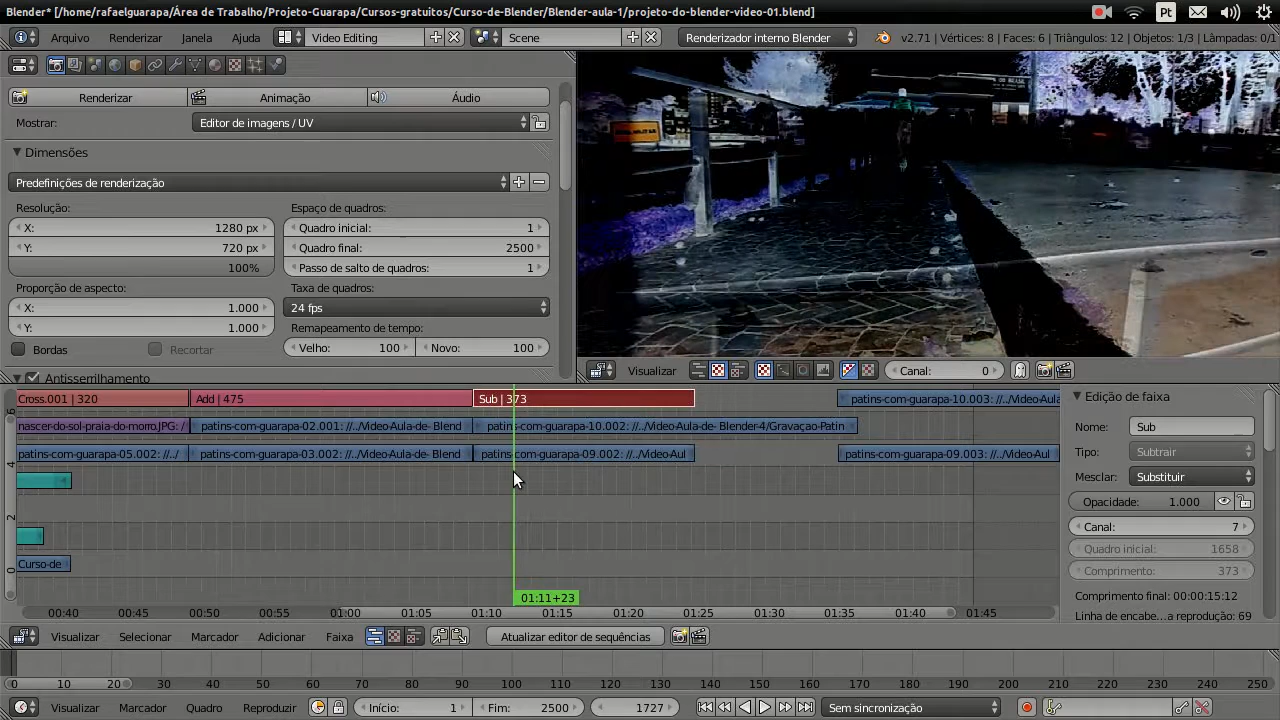 Blender* [/home/rafaelguarapa/Área de Trabalho/Projeto-Guarapa/Cursos-gratuitos/Curso-de-Blender/Blender-aula-1/projeto-do-blender-video-01.blend]
Pt
Arquivo Renderizar Janela Ajuda Video Editing Scene Renderizador interno Blender v2.71 | Vértices: 8 | Faces: 6 | Triângulos: 12 | Objetos: 1/3 | Lâmpadas: 0/1
Renderizar Animação Áudio
Mostrar: Editor de imagens / UV
Dimensões
Predefinições de renderização
Resolução: Espaço de quadros:
X: 1280 px Quadro inicial: 1
Y: 720 px Quadro final: 2500
100% Passo de salto de quadros: 1
Proporção de aspecto: Taxa de quadros:
X: 1.000 24 fps
Y: 1.000 Remapeamento de tempo:
Bordas Recortar Velho: 100 Novo: 100
Antisserrilhamento
Visualizar Canal: 0
Cross.001 | 320 Add | 475 Sub | 373 patins-com-guarapa-10.003: //../Video-Aula
nascer-do-sol-praia-do-morro.JPG: / patins-com-guarapa-02.001: //../Video-Aula-de- Blend patins-com-guarapa-10.002: //../Video-Aula-de- Blender-4/Gravaçao-Patin
patins-com-guarapa-05.002: //../ patins-com-guarapa-03.002: //../Video-Aula-de- Blend patins-com-guarapa-09.002: //../Video-Aul patins-com-guarapa-09.003: //../Video-Aul
Curso-de
6
4
2
0
01:11+23
00:40 00:45 00:50 00:55 01:00 01:05 01:10 01:15 01:20 01:25 01:30 01:35 01:40 01:45
Edição de faixa
Nome: Sub
Tipo: Subtrair
Mesclar: Substituir
Opacidade: 1.000
Canal: 7
Quadro inicial: 1658
Comprimento: 373
Comprimento final: 00:00:15:12
Linha de encabe...a reprodução: 69
Visualizar Selecionar Marcador Adicionar Faixa Atualizar editor de sequências
0 10 20 30 40 50 60 70 80 90 100 110 120 130 140 150 160 170 180 190 200 210 220 230 240 250
Visualizar Marcador Quadro Reproduzir Início: 1 Fim: 2500 1727 Sem sincronização